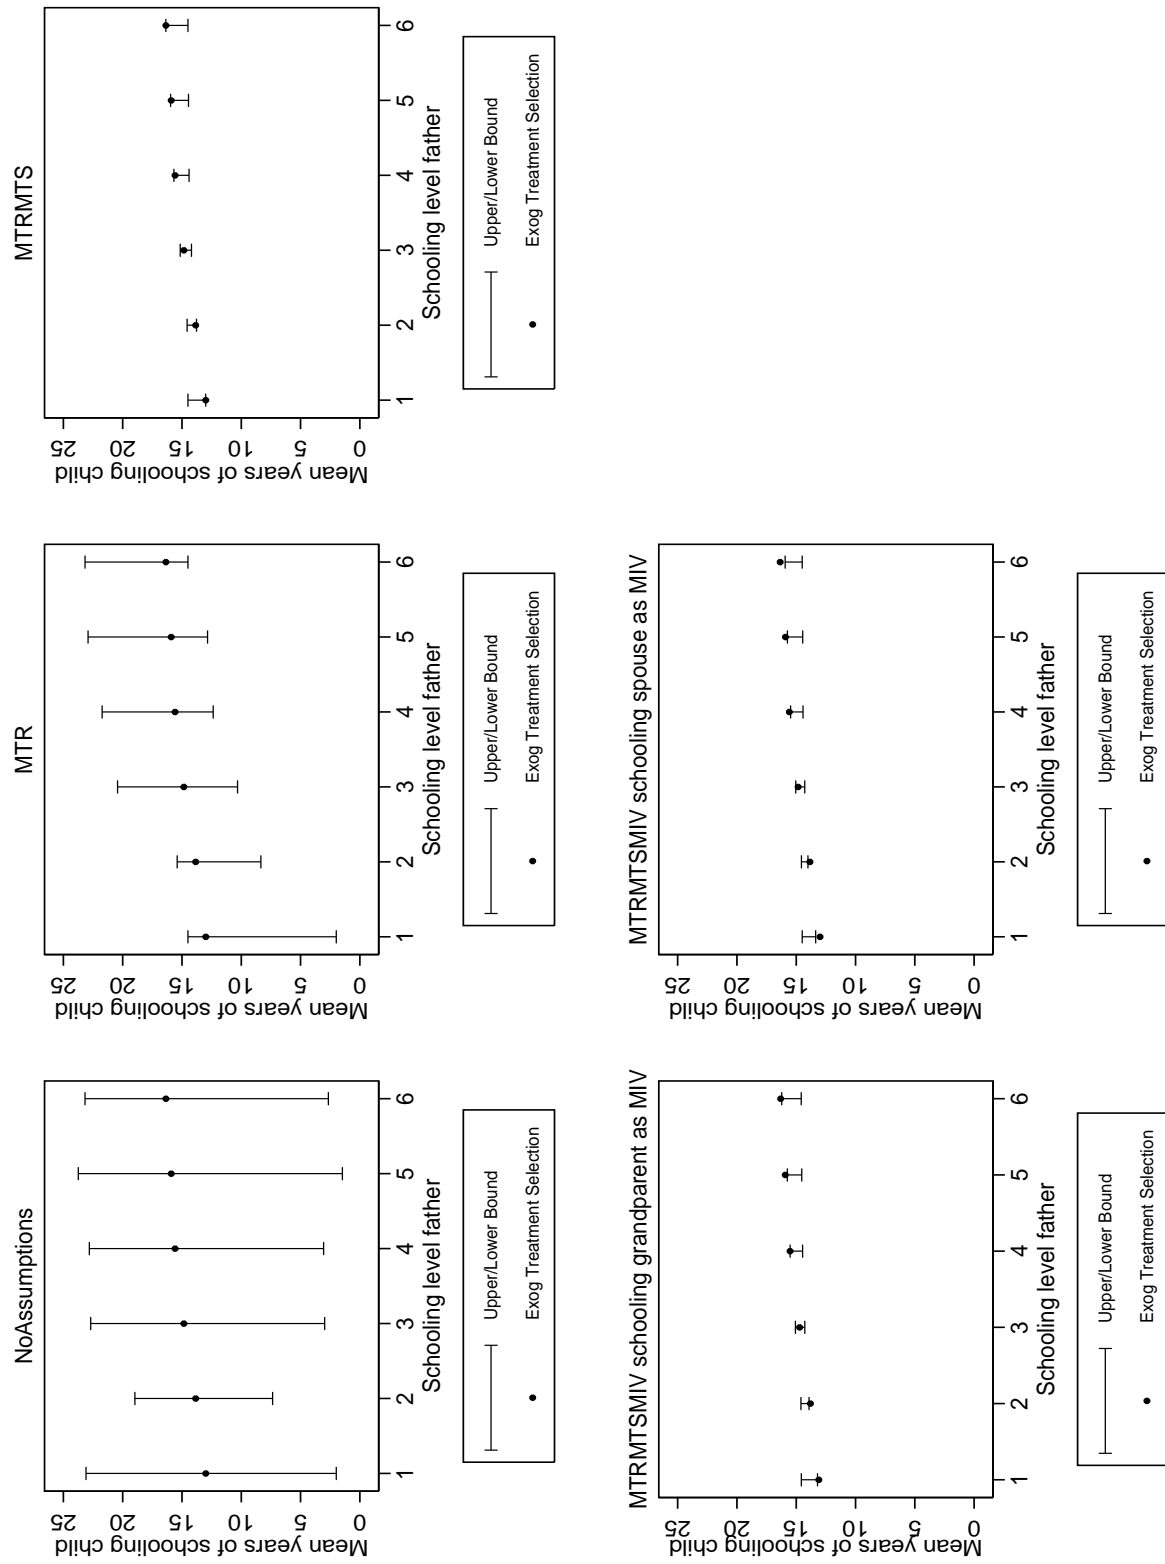 NoAssumptions
Mean years of schooling child
25
20
15
10
5
0
1 2 3 4 5 6
Schooling level father
Upper/Lower Bound
Exog Treatment Selection
MTR
Mean years of schooling child
25
20
15
10
5
0
1 2 3 4 5 6
Schooling level father
Upper/Lower Bound
Exog Treatment Selection
MTRMTS
Mean years of schooling child
25
20
15
10
5
0
1 2 3 4 5 6
Schooling level father
Upper/Lower Bound
Exog Treatment Selection
MTRMTSMIV schooling grandparent as MIV
Mean years of schooling child
25
20
15
10
5
0
1 2 3 4 5 6
Schooling level father
Upper/Lower Bound
Exog Treatment Selection
MTRMTSMIV schooling spouse as MIV
Mean years of schooling child
25
20
15
10
5
0
1 2 3 4 5 6
Schooling level father
Upper/Lower Bound
Exog Treatment Selection